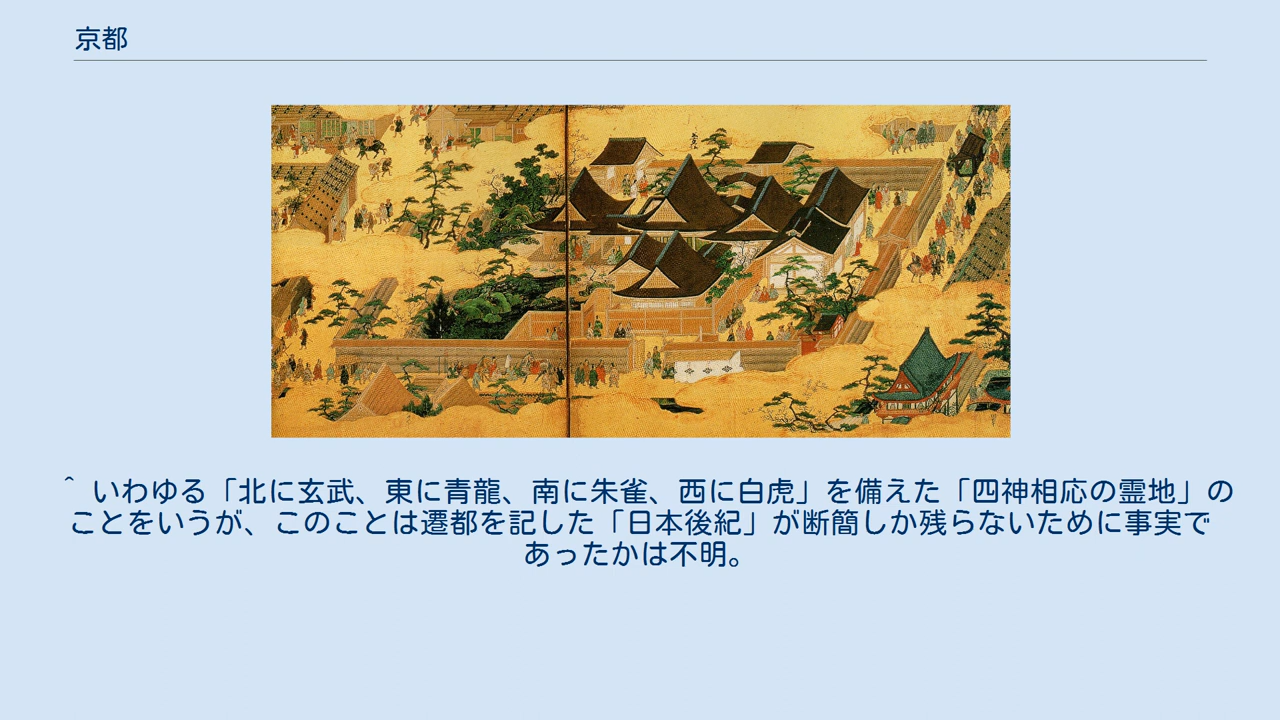 京都
^ いわゆる「北に玄武、東に青龍、南に朱雀、西に白虎」を備えた「四神相応の霊地」の
ことをいうが、このことは遷都を記した「日本後紀」が断簡しか残らないために事実で
あったかは不明。